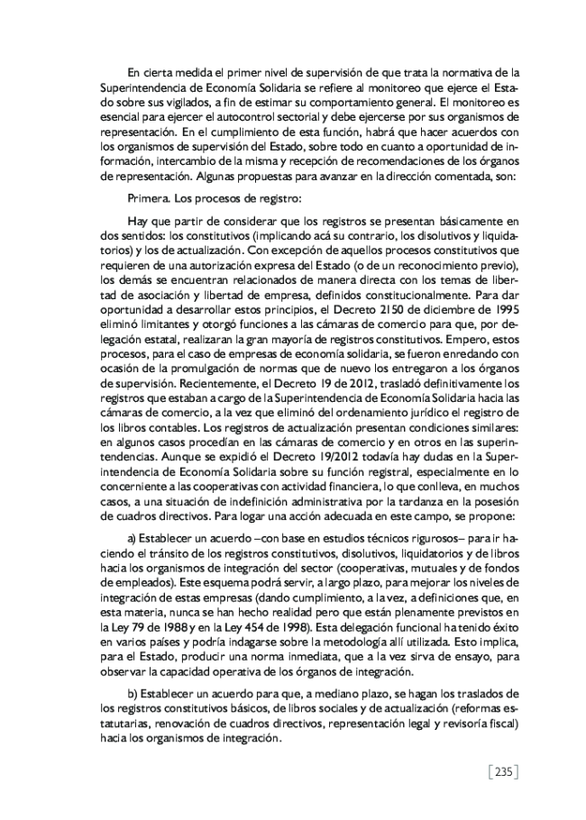 En cierta medida el primer nivel de supervisión de que trata la normativa de la
Superintendencia de Economía Solidaria se refiere al monitoreo que ejerce el Esta-
do sobre sus vigilados, a fin de estimar su comportamiento general. El monitoreo es
esencial para ejercer el autocontrol sectorial y debe ejercerse por sus organismos de
representación. En el cumplimiento de esta función, habrá que hacer acuerdos con
los organismos de supervisión del Estado, sobre todo en cuanto a oportunidad de in-
formación, intercambio de la misma y recepción de recomendaciones de los órganos
de representación. Algunas propuestas para avanzar en la dirección comentada, son:
Primera. Los procesos de registro:
Hay que partir de considerar que los registros se presentan básicamente en
dos sentidos: los constitutivos (implicando acá su contrario, los disolutivos y liquida-
torios) y los de actualización. Con excepción de aquellos procesos constitutivos que
requieren de una autorización expresa del Estado (o de un reconocimiento previo),
los demás se encuentran relacionados de manera directa con los temas de liber-
tad de asociación y libertad de empresa, definidos constitucionalmente. Para dar
oportunidad a desarrollar estos principios, el Decreto 2150 de diciembre de 1995
eliminó limitantes y otorgó funciones a las cámaras de comercio para que, por de-
legación estatal, realizaran la gran mayoría de registros constitutivos. Empero, estos
procesos, para el caso de empresas de economía solidaria, se fueron enredando con
ocasión de la promulgación de normas que de nuevo los entregaron a los órganos
de supervisión. Recientemente, el Decreto 19 de 2012, trasladó definitivamente los
registros que estaban a cargo de la Superintendencia de Economía Solidaria hacia las
cámaras de comercio, a la vez que eliminó del ordenamiento jurídico el registro de
los libros contables. Los registros de actualización presentan condiciones similares:
en algunos casos procedían en las cámaras de comercio y en otros en las superin-
tendencias. Aunque se expidió el Decreto 19/2012 todavía hay dudas en la Super-
intendencia de Economía Solidaria sobre su función registral, especialmente en lo
concerniente a las cooperativas con actividad financiera, lo que conlleva, en muchos
casos, a una situación de indefinición administrativa por la tardanza en la posesión
de cuadros directivos. Para logar una acción adecuada en este campo, se propone:
a) Establecer un acuerdo –con base en estudios técnicos rigurosos– para ir ha-
ciendo el tránsito de los registros constitutivos, disolutivos, liquidatorios y de libros
hacia los organismos de integración del sector (cooperativas, mutuales y de fondos
de empleados). Este esquema podrá servir, a largo plazo, para mejorar los niveles de
integración de estas empresas (dando cumplimiento, a la vez, a definiciones que, en
esta materia, nunca se han hecho realidad pero que están plenamente previstos en
la Ley 79 de 1988 y en la Ley 454 de 1998). Esta delegación funcional ha tenido éxito
en varios países y podría indagarse sobre la metodología allí utilizada. Esto implica,
para el Estado, producir una norma inmediata, que a la vez sirva de ensayo, para
observar la capacidad operativa de los órganos de integración.
b) Establecer un acuerdo para que, a mediano plazo, se hagan los traslados de
los registros constitutivos básicos, de libros sociales y de actualización (reformas es-
tatutarias, renovación de cuadros directivos, representación legal y revisoría fiscal)
hacia los organismos de integración.
[235]